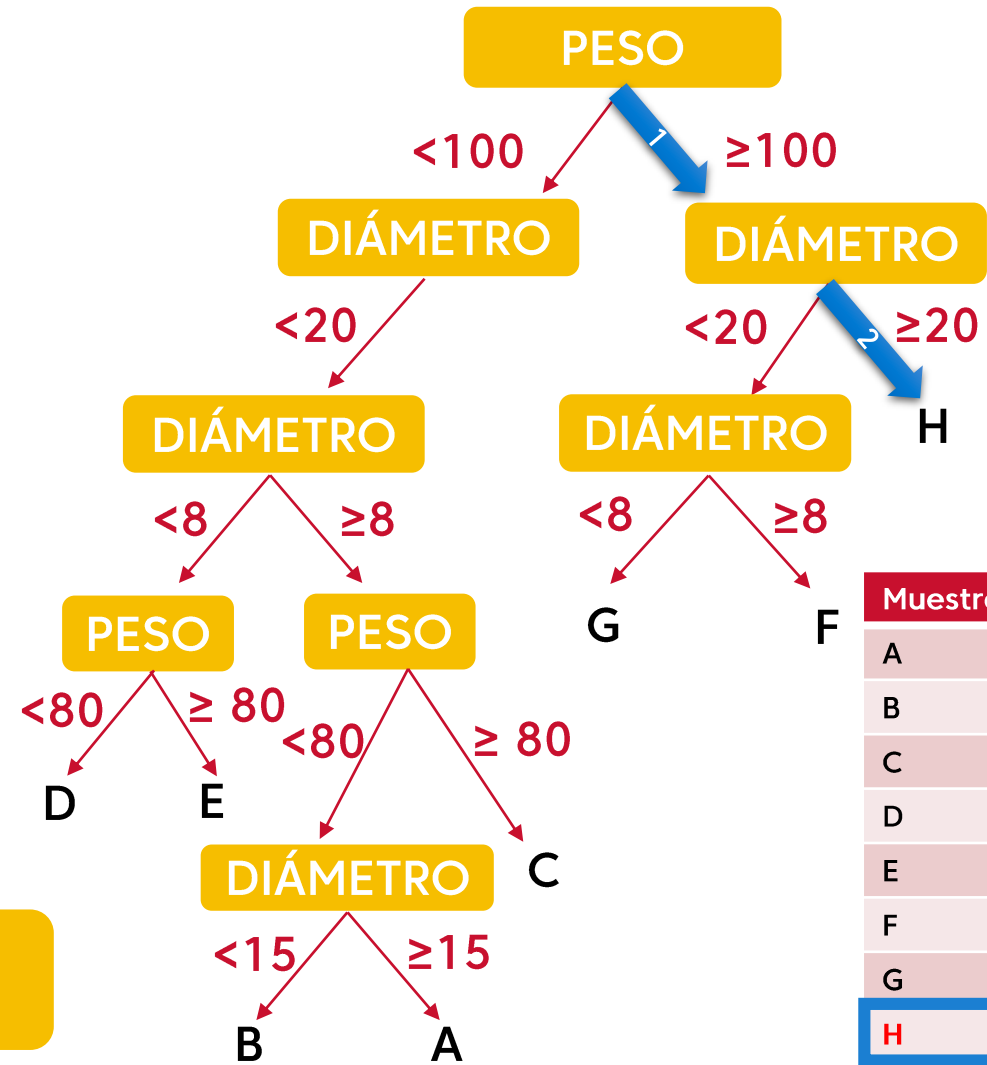 PESO
<100
1
≥100
DIÁMETRO
DIÁMETRO
<20
<20
2
≥20
DIÁMETRO
DIÁMETRO
H
<8
≥8
<8
≥8
PESO
PESO
G
F
<80
≥ 80
<80
≥ 80
D
E
DIÁMETRO
C
<15
≥15
B
A
A
B
C
D
E
F
G
H